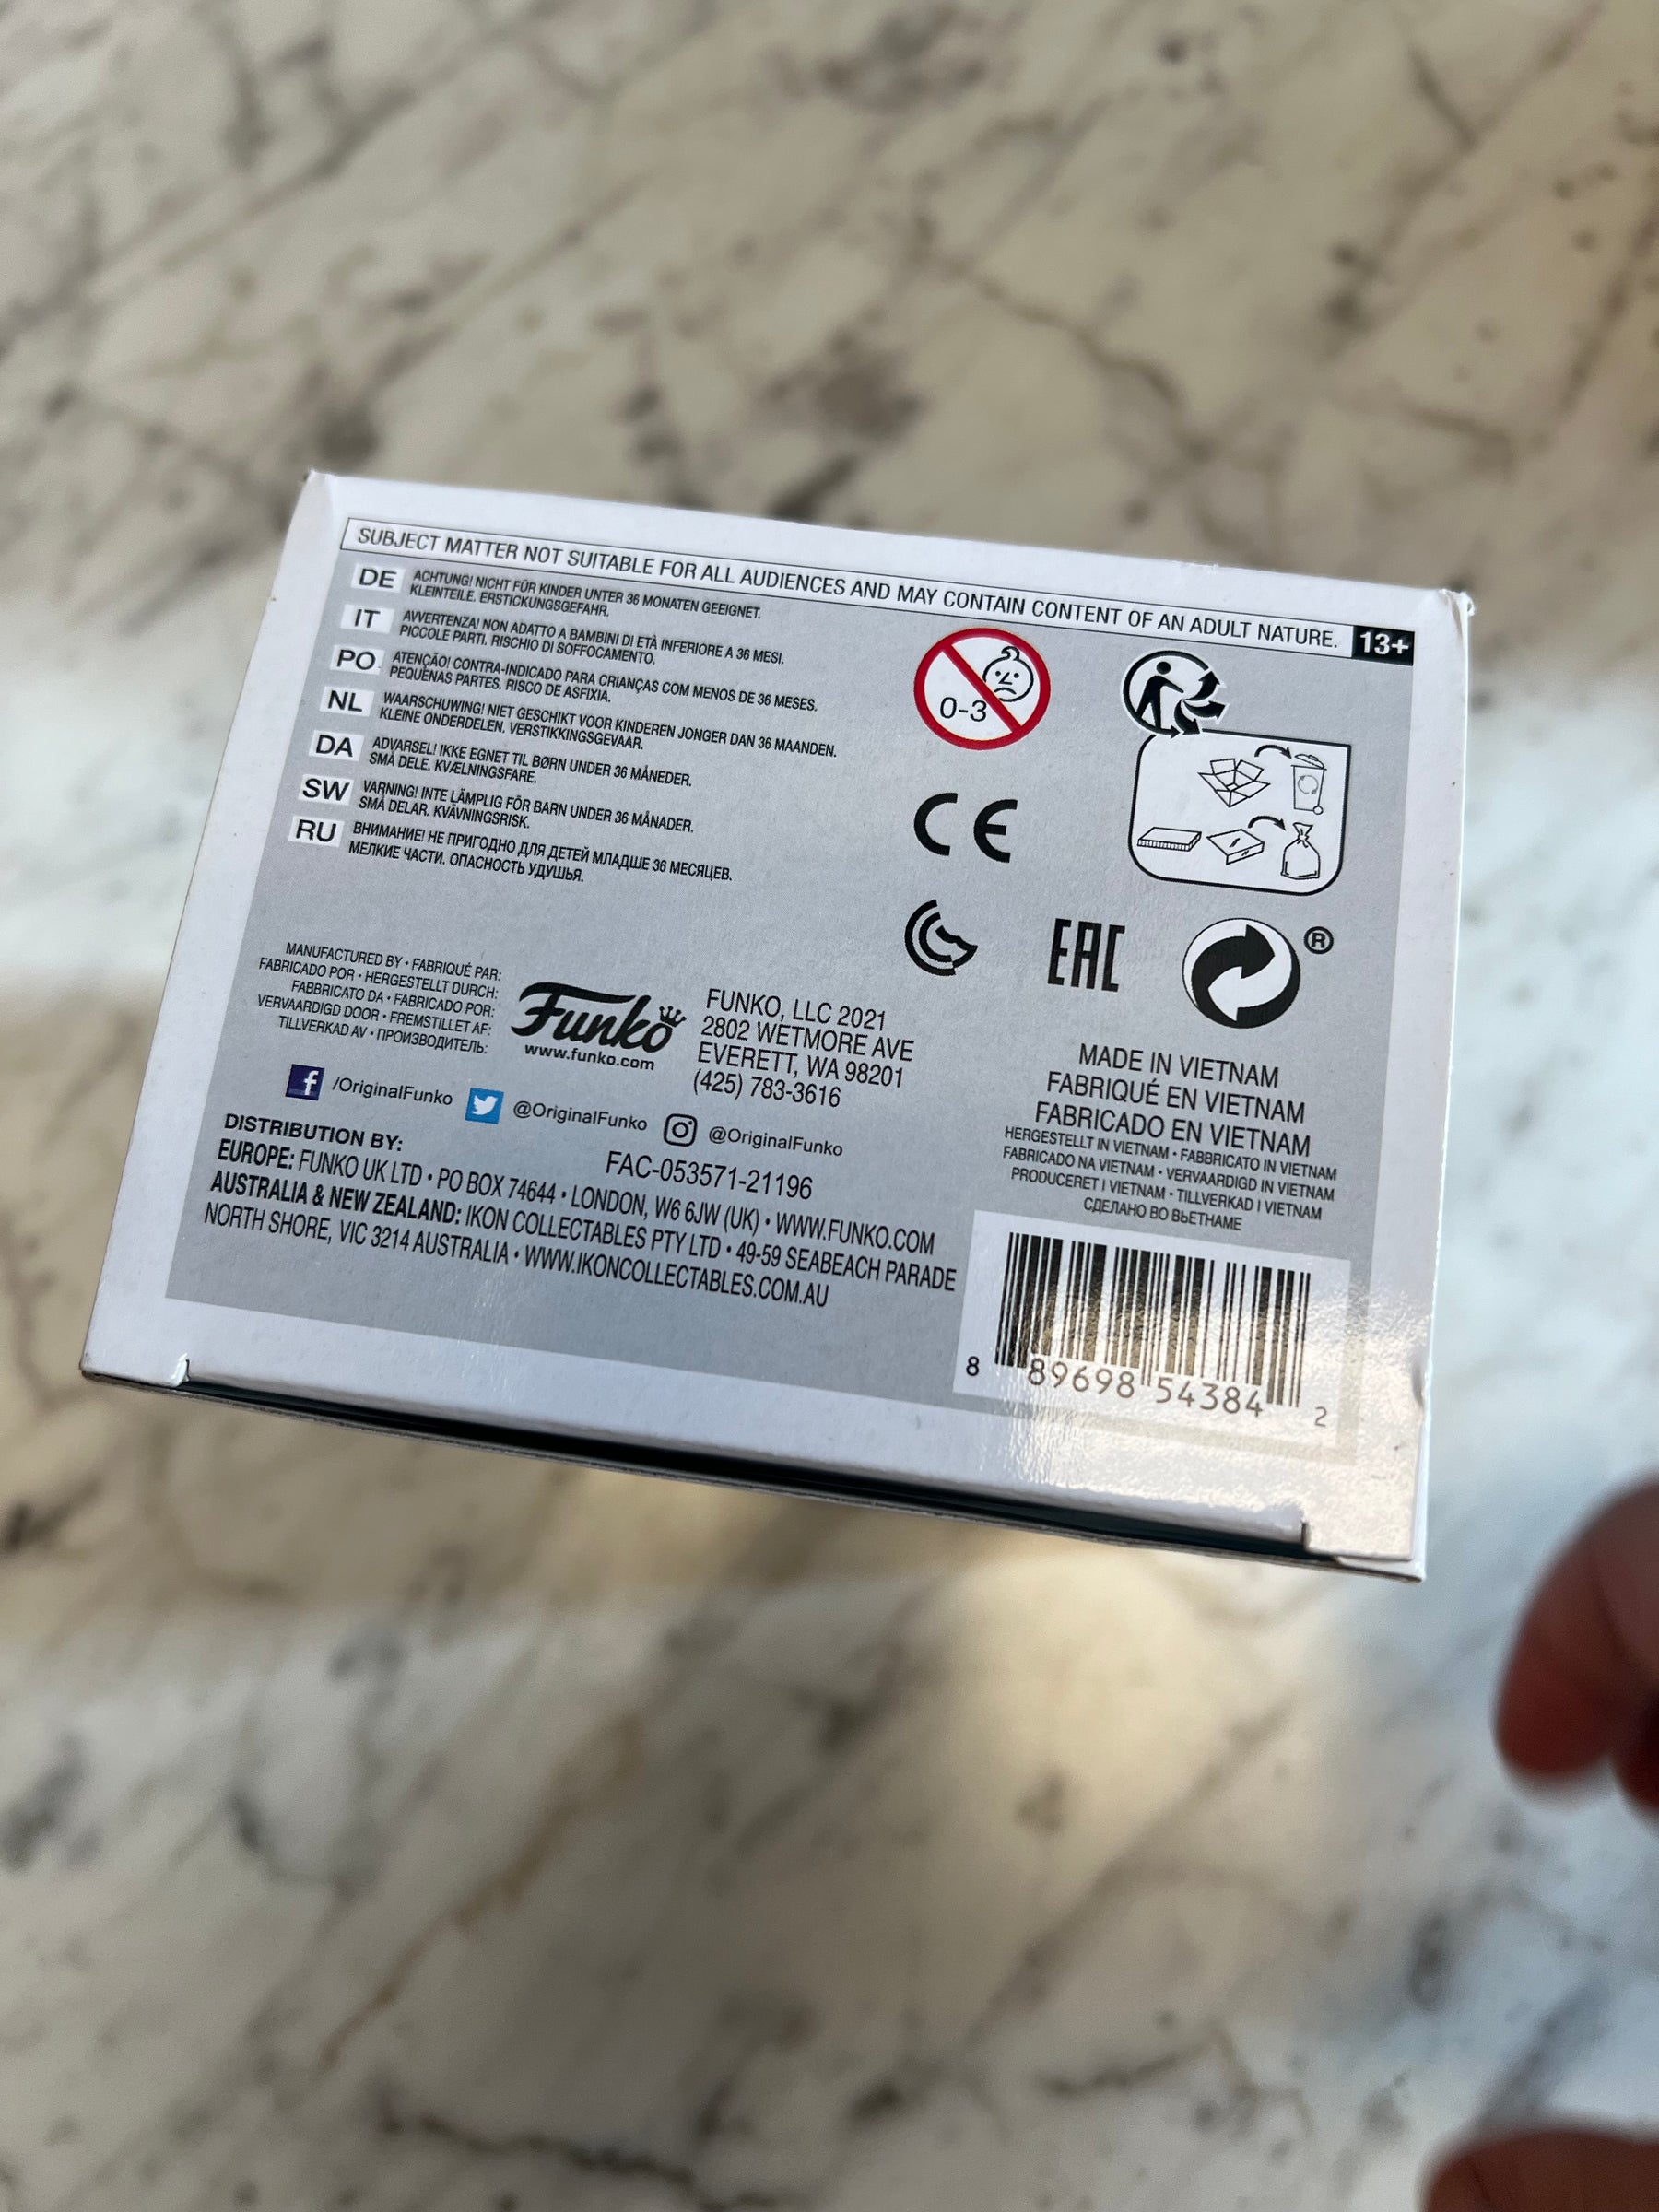 SUBJECT MATTER NOT SUITABLE FOR ALL AUDIENCES AND MAY CONTAIN CONTENT OF AN ADULT NATURE. 13+
DE ACHTUNG! NICHT FÜR KINDER UNTER 36 MONATEN GEEIGNET.
KLEINTEILE. ERSTICKUNGSGEFAHR.
IT AVVERTENZA! NON ADATTO A BAMBINI DI ETÀ INFERIORE A 36 MESI.
PICCOLE PARTI. RISCHIO DI SOFFOCAMENTO.
PO ATENÇÃO! CONTRA-INDICADO PARA CRIANÇAS COM MENOS DE 36 MESES.
PEQUENAS PARTES. RISCO DE ASFIXIA.
NL WAARSCHUWING! NIET GESCHIKT VOOR KINDEREN JONGER DAN 36 MAANDEN.
KLEINE ONDERDELEN. VERSTIKKINGSGEVAAR.
DA ADVARSEL! IKKE EGNET TIL BØRN UNDER 36 MÅNEDER.
SMÅ DELE. KVÆLNINGSFARE.
SW VARNING! INTE LÄMPLIG FÖR BARN UNDER 36 MÅNADER.
SMÅ DELAR. KVÄVNINGSRISK.
RU ВНИМАНИЕ! НЕ ПРИГОДНО ДЛЯ ДЕТЕЙ МЛАДШЕ 36 МЕСЯЦЕВ.
МЕЛКИЕ ЧАСТИ. ОПАСНОСТЬ УДУШЬЯ.
0-3
CE
EAC
®
MANUFACTURED BY • FABRIQUÉ PAR:
FABRICADO POR • HERGESTELLT DURCH:
FABBRICATO DA • FABRICADO POR:
VERVAARDIGD DOOR • FREMSTILLET AF:
TILLVERKAD AV • ПРОИЗВОДИТЕЛЬ:
Funko
www.funko.com
FUNKO, LLC 2021
2802 WETMORE AVE
EVERETT, WA 98201
(425) 783-3616
f /OriginalFunko @OriginalFunko @OriginalFunko
FAC-053571-21196
DISTRIBUTION BY:
EUROPE: FUNKO UK LTD • PO BOX 74644 • LONDON, W6 6JW (UK) • WWW.FUNKO.COM
AUSTRALIA & NEW ZEALAND: IKON COLLECTABLES PTY LTD • 49-59 SEABEACH PARADE
NORTH SHORE, VIC 3214 AUSTRALIA • WWW.IKONCOLLECTABLES.COM.AU
MADE IN VIETNAM
FABRIQUÉ EN VIETNAM
FABRICADO EN VIETNAM
HERGESTELLT IN VIETNAM • FABBRICATO IN VIETNAM
FABRICADO NA VIETNAM • VERVAARDIGD IN VIETNAM
PRODUCERET I VIETNAM • TILLVERKAD I VIETNAM
СДЕЛАНО ВО ВЬЕТНАМЕ
8 89698 54384 2